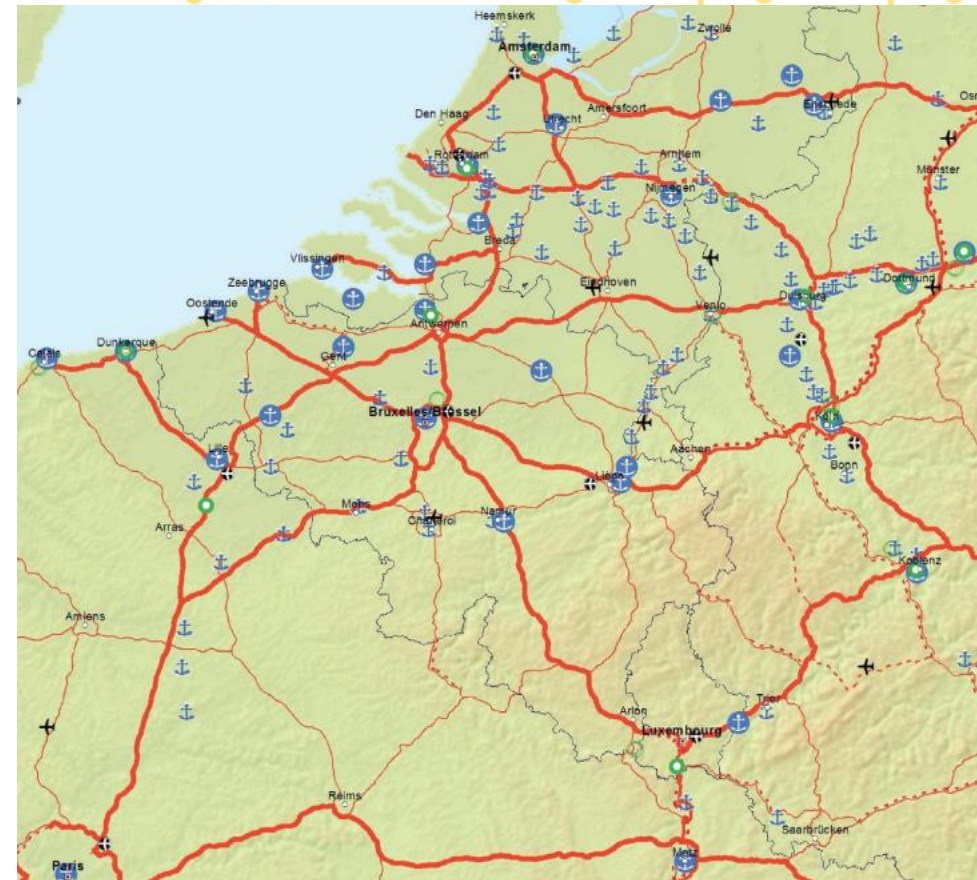 Heemskerk
Zwolle
Amsterdam
Enschede
Den Haag
Amersfoort
Utrecht
Rotterdam
Arnhem
Münster
Nijmegen
Breda
Vlissingen
Zeebrugge
Eindhoven
Dortmund
Oostende
Venlo
Duisburg
Antwerpen
Dunkerque
Calais
Gent
Bruxelles/Brussel
Köln
Lille
Aachen
Bonn
Liège
Mons
Namur
Charleroi
Arras
Koblenz
Amiens
Trier
Arlon
Luxembourg
Reims
Saarbrücken
Metz
Paris